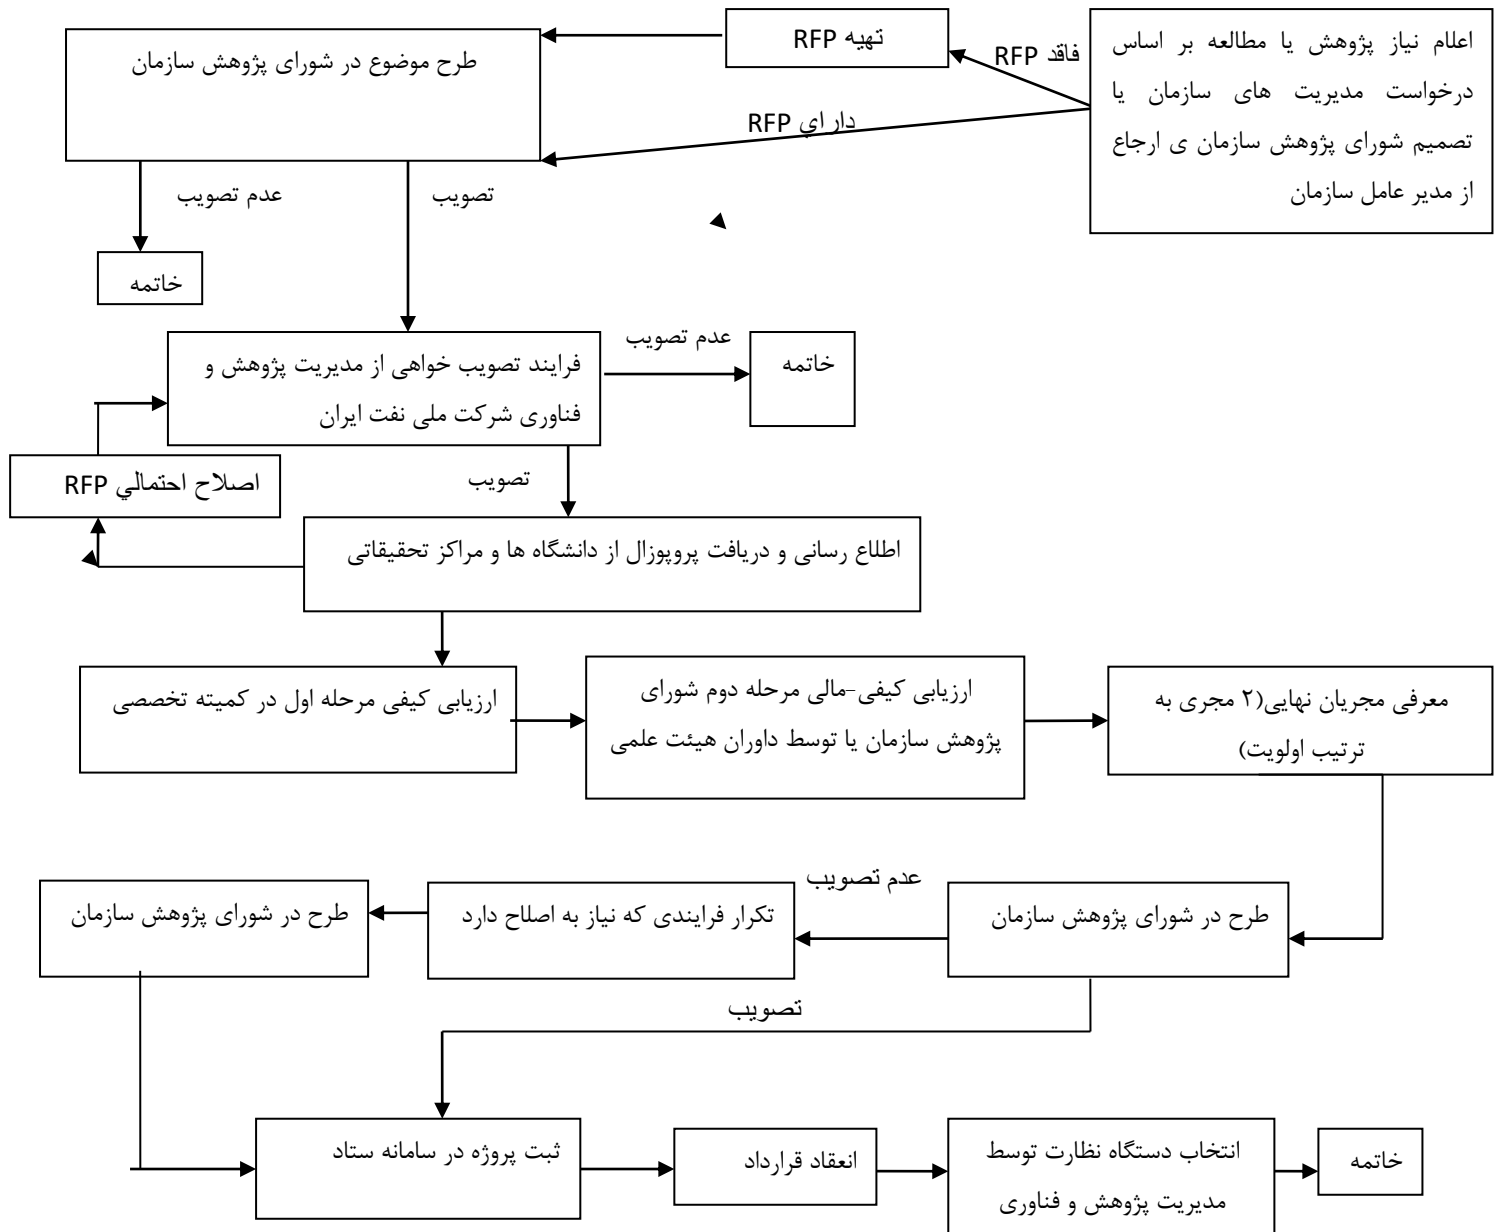 اعلام نیاز پژوهش یا مطالعه بر اساس
درخواست مدیریت های سازمان یا
تصمیم شورای پژوهش سازمان ی ارجاع
از مدیر عامل سازمان
فاقد RFP
تهیه RFP
داراي RFP
طرح موضوع در شورای پژوهش سازمان
عدم تصویب
تصویب
خاتمه
فرایند تصویب خواهی از مدیریت پژوهش و
فناوری شرکت ملی نفت ایران
عدم تصویب
خاتمه
تصویب
اصلاح احتمالي RFP
اطلاع رسانی و دریافت پروپوزال از دانشگاه ها و مراکز تحقیقاتی
ارزیابی کیفی مرحله اول در کمیته تخصصی
ارزیابی کیفی-مالی مرحله دوم شورای
پژوهش سازمان یا توسط داوران هیئت علمی
معرفی مجریان نهایی(۲ مجری به
ترتیب اولویت)
طرح در شورای پژوهش سازمان
عدم تصویب
تکرار فرایندی که نیاز به اصلاح دارد
طرح در شورای پژوهش سازمان
تصویب
ثبت پروژه در سامانه ستاد
انعقاد قرارداد
انتخاب دستگاه نظارت توسط
مدیریت پژوهش و فناوری
خاتمه